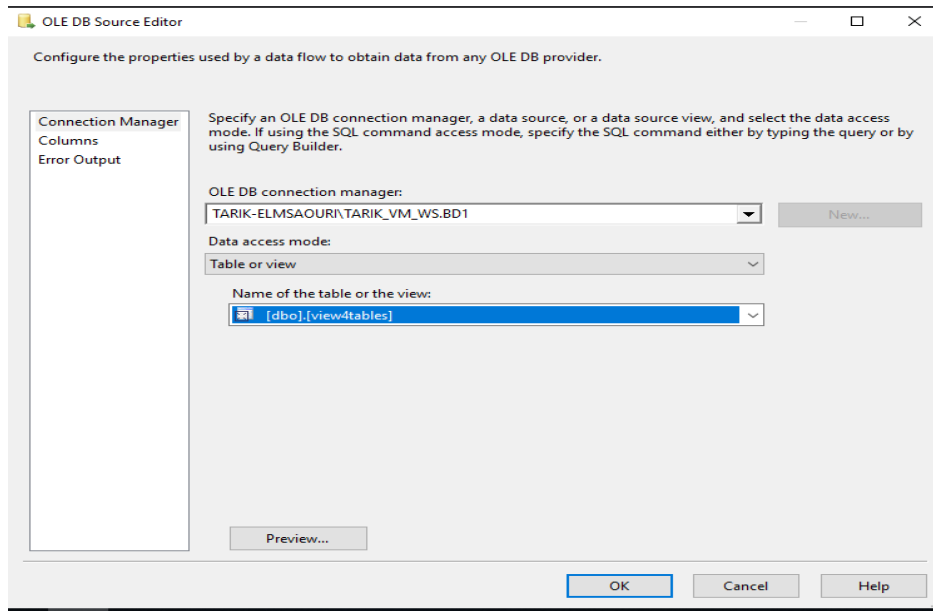 OLE DB Source Editor
Configure the properties used by a data flow to obtain data from any OLE DB provider.
Connection Manager
Columns
Error Output
Specify an OLE DB connection manager, a data source, or a data source view, and select the data access
mode. If using the SQL command access mode, specify the SQL command either by typing the query or by
using Query Builder.
OLE DB connection manager:
TARIK-ELMSAOURI\TARIK_VM_WS.BD1
New...
Data access mode:
Table or view
Name of the table or the view:
[dbo].[view4tables]
Preview...
OK
Cancel
Help